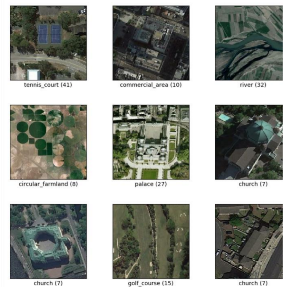 tennis_court (41)
commercial_area (10)
river (32)
circular_farmland (8)
palace (27)
church (7)
church (7)
golf_course (15)
church (7)